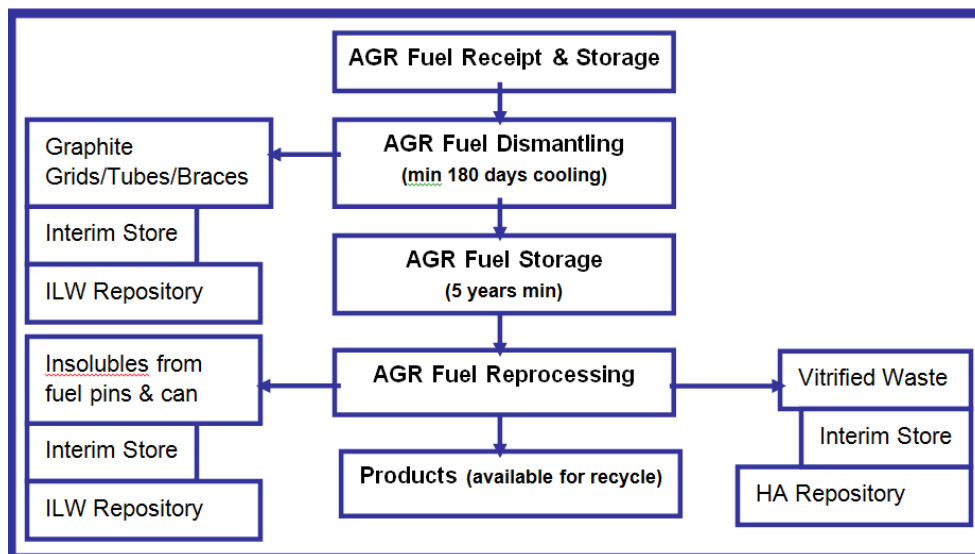 AGR Fuel Receipt & Storage
AGR Fuel Dismantling
(min 180 days cooling)
Graphite
Grids/Tubes/Braces
Interim Store
ILW Repository
AGR Fuel Storage
(5 years min)
AGR Fuel Reprocessing
Insolubles from
fuel pins & can
Interim Store
ILW Repository
Vitrified Waste
Interim Store
HA Repository
Products (available for recycle)